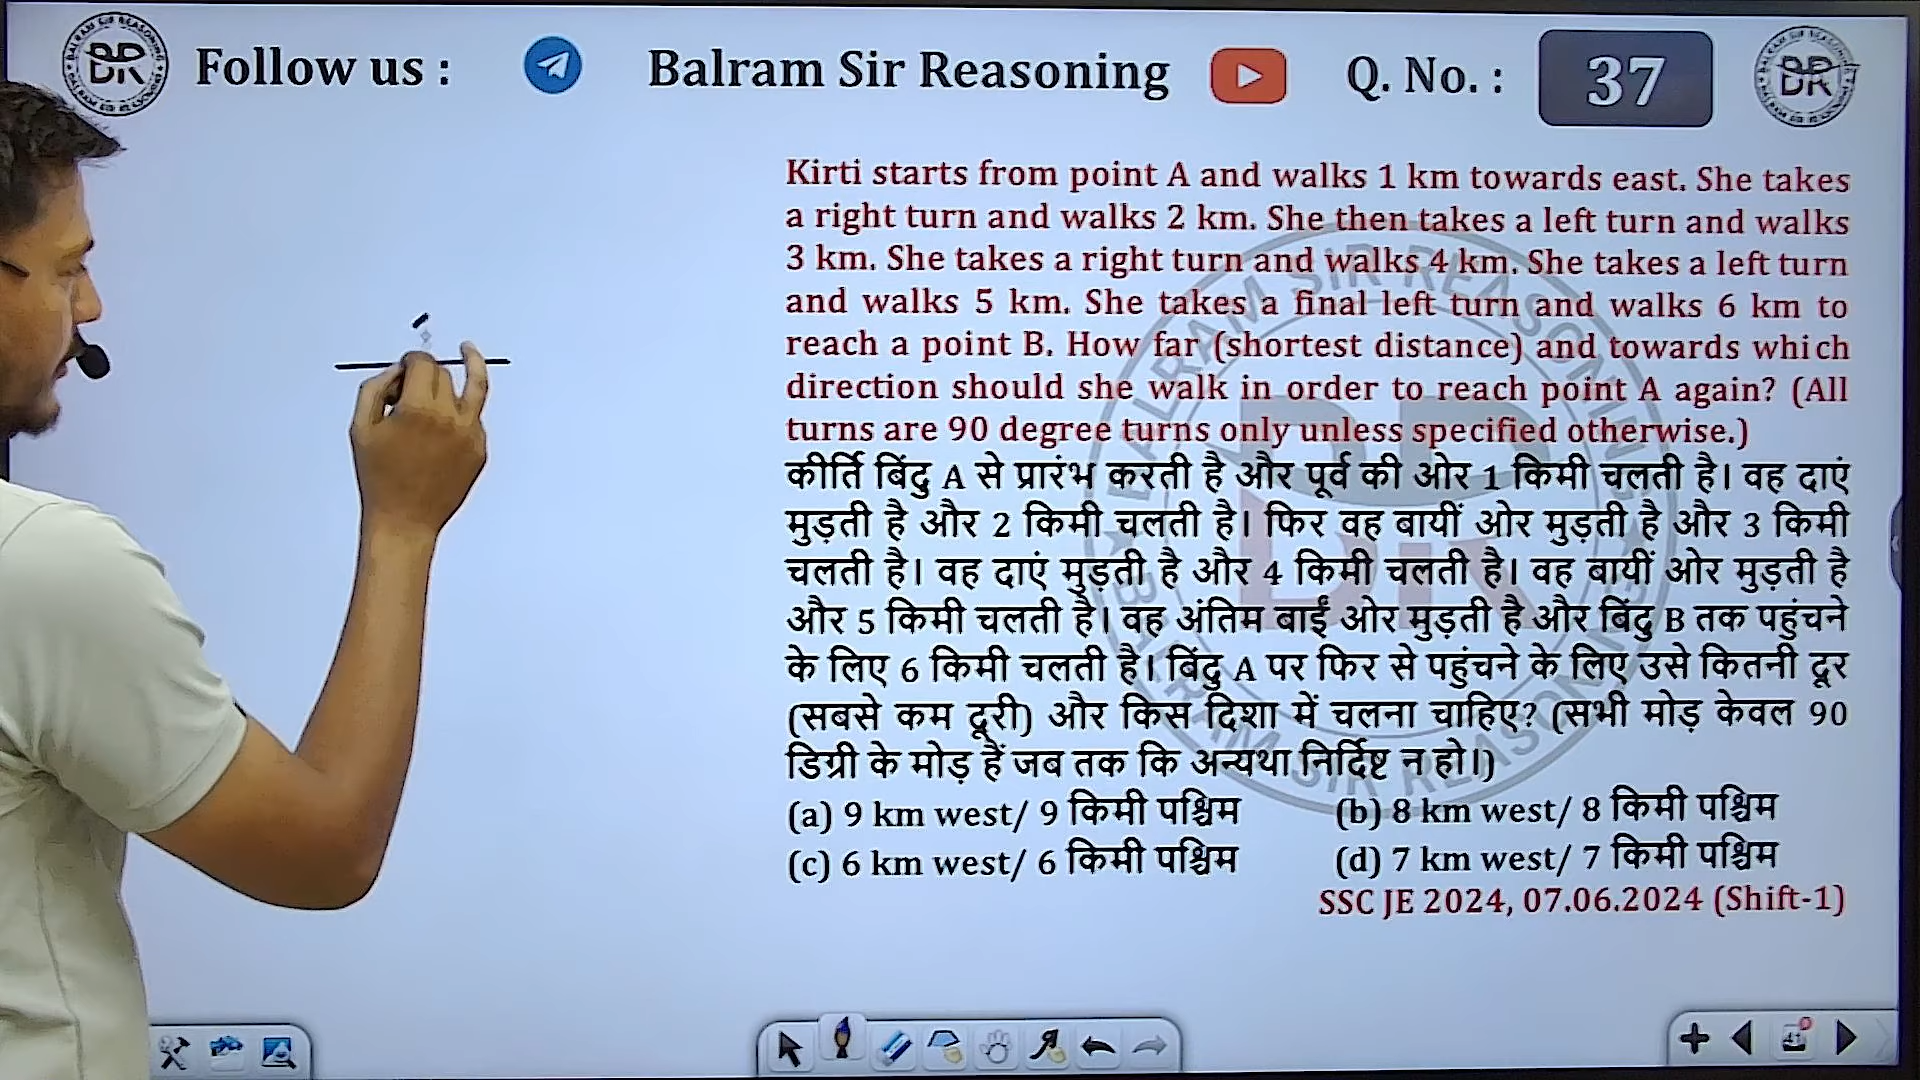 Follow us :
Balram Sir Reasoning
Q. No. :
37
Kirti starts from point A and walks 1 km towards east. She takes
a right turn and walks 2 km. She then takes a left turn and walks
3 km. She takes a right turn and walks 4 km. She takes a left turn
and walks 5 km. She takes a final left turn and walks 6 km to
reach a point B. How far (shortest distance) and towards which
direction should she walk in order to reach point A again? (All
turns are 90 degree turns only unless specified otherwise.)
कीर्ति बिंदु A से प्रारंभ करती है और पूर्व की ओर 1 किमी चलती है। वह दाएं
मुड़ती है और 2 किमी चलती है। फिर वह बायीं ओर मुड़ती है और 3 किमी
चलती है। वह दाएं मुड़ती है और 4 किमी चलती है। वह बायीं ओर मुड़ती है
और 5 किमी चलती है। वह अंतिम बाईं ओर मुड़ती है और बिंदु B तक पहुंचने
के लिए 6 किमी चलती है। बिंदु A पर फिर से पहुंचने के लिए उसे कितनी दूर
(सबसे कम दूरी) और किस दिशा में चलना चाहिए? (सभी मोड़ केवल 90
डिग्री के मोड़ हैं जब तक कि अन्यथा निर्दिष्ट न हो।)
(a) 9 km west/ 9 किमी पश्चिम
(b) 8 km west/ 8 किमी पश्चिम
(c) 6 km west/ 6 किमी पश्चिम
(d) 7 km west/ 7 किमी पश्चिम
SSC JE 2024, 07.06.2024 (Shift-1)